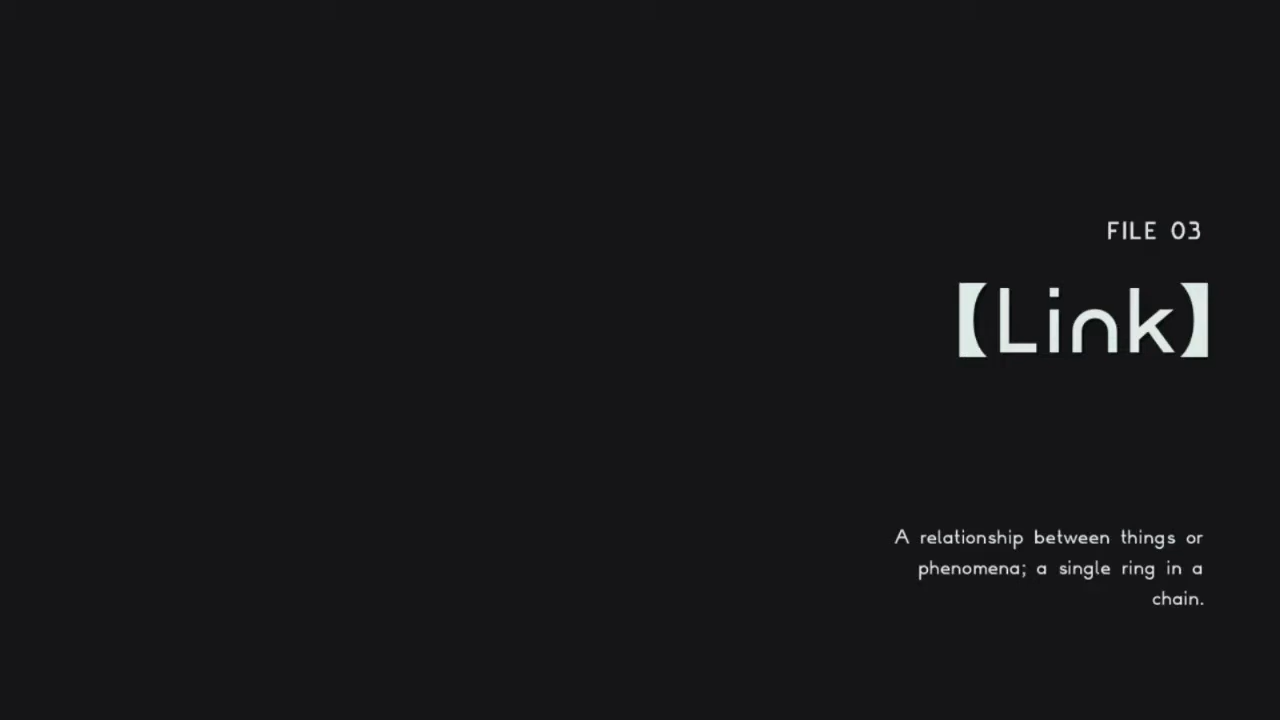 FILE 03
【Link】
A relationship between things or
phenomena; a single ring in a
chain.